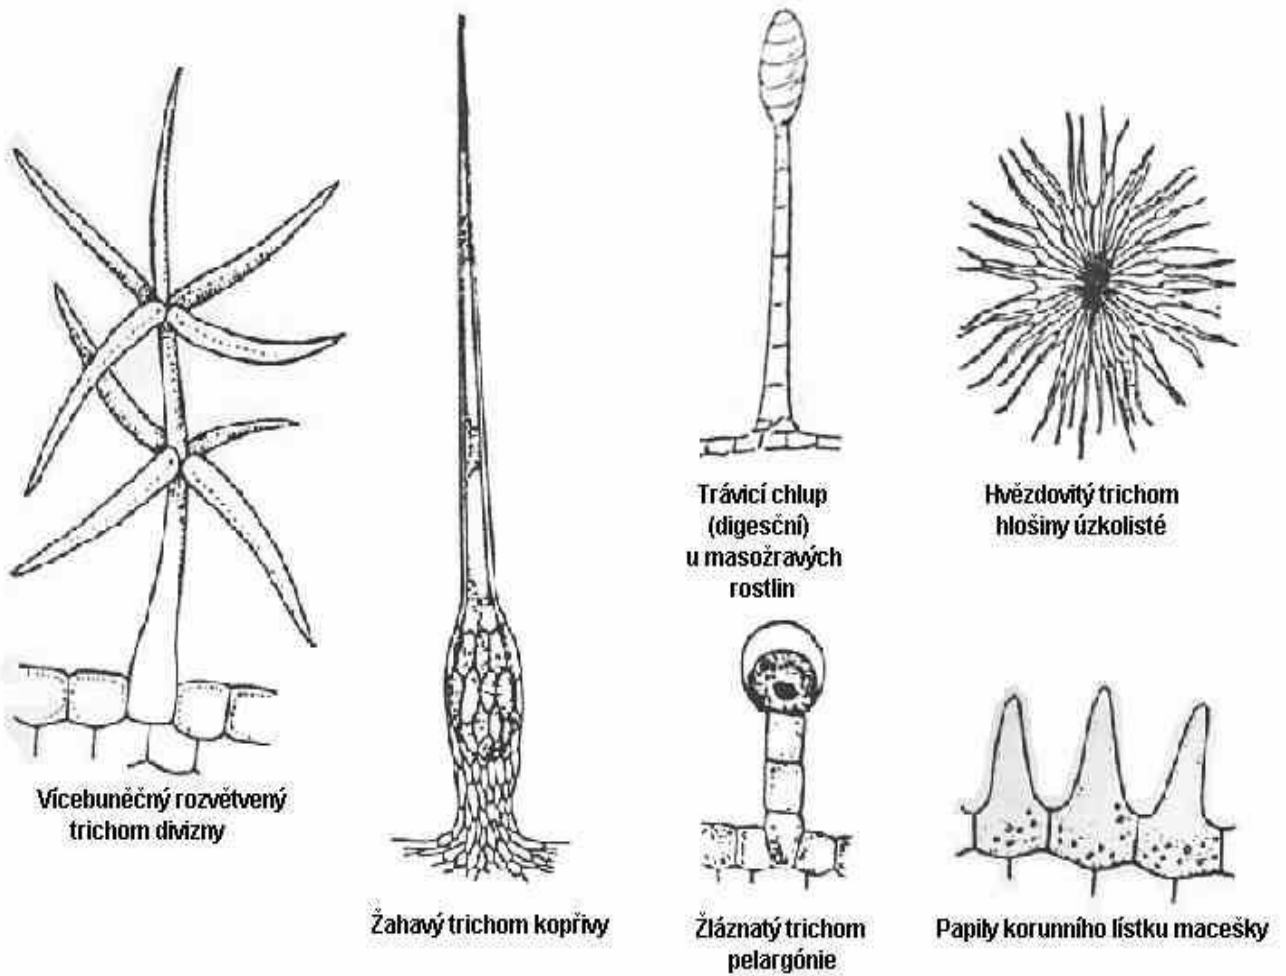 Trávicí chlup
(digesční)
u masožravých
rostlin
Hvězdovitý trichom
hlošiny úzkolisté
Vícebuněčný rozvětvený
trichom divizny
Žahavý trichom kopřivy
Žláznatý trichom
pelargónie
Papily korunního lístku macešky